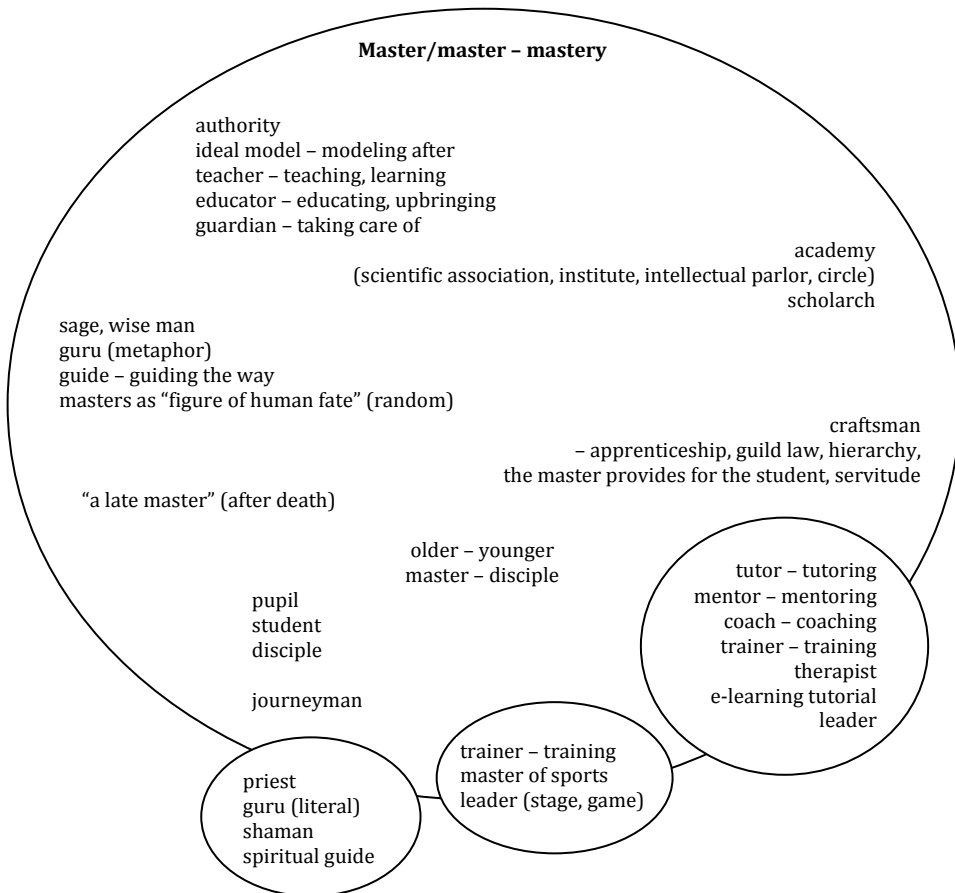 Master/master – mastery
authority
ideal model – modeling after
teacher – teaching, learning
educator – educating, upbringing
guardian – taking care of
academy
(scientific association, institute, intellectual parlor, circle)
scholarch
sage, wise man
guru (metaphor)
guide – guiding the way
masters as “figure of human fate” (random)
craftsman
– apprenticeship, guild law, hierarchy,
the master provides for the student, servitude
“a late master” (after death)
older – younger
master – disciple
pupil
student
disciple
journeyman
tutor – tutoring
mentor – mentoring
coach – coaching
trainer – training
therapist
e-learning tutorial
leader
trainer – training
master of sports
leader (stage, game)
priest
guru (literal)
shaman
spiritual guide